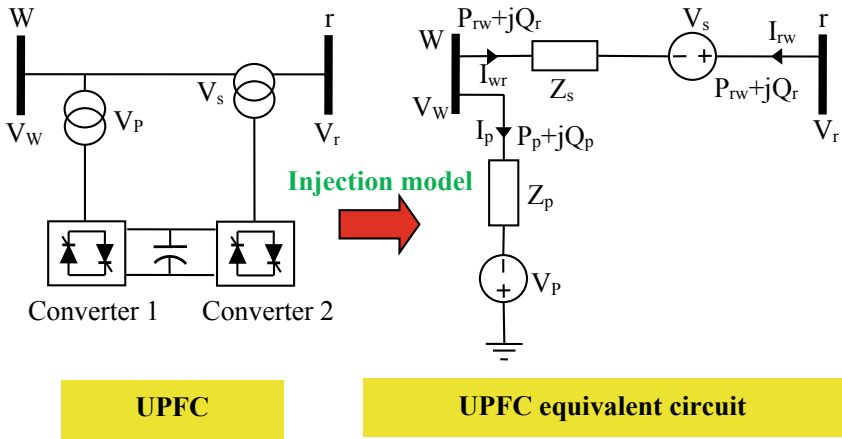 W
r
V_s
V_W
V_P
V_r
Converter 1
Converter 2
UPFC
Injection model
P_rw+jQ_r
V_s
r
W
I_wr
Z_s
− +
I_rw
P_rw+jQ_r
V_W
V_r
I_p
P_p+jQ_p
Z_p
−
+
V_P
UPFC equivalent circuit